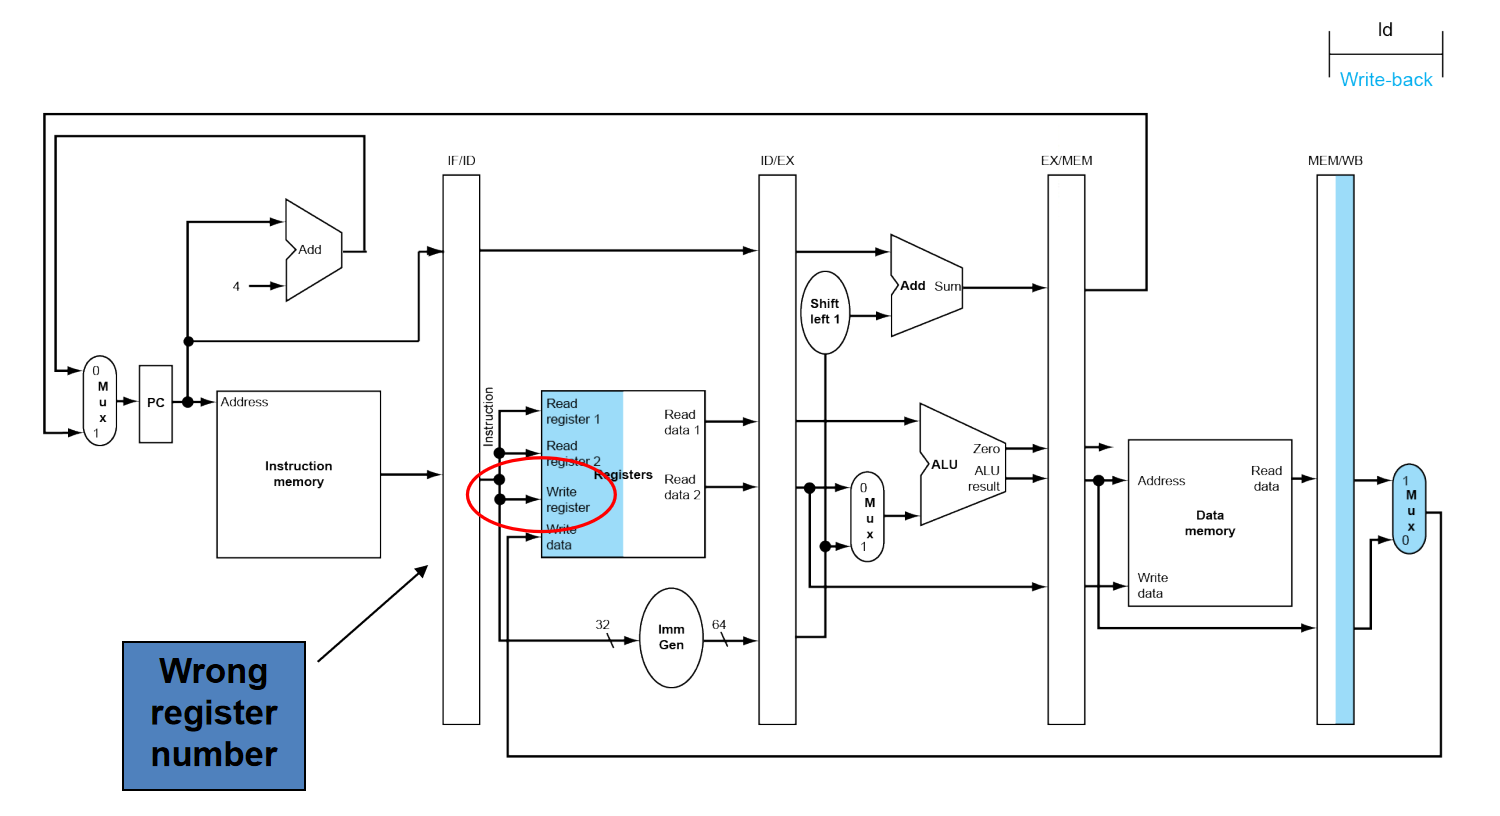 ld
Write-back
IF/ID
ID/EX
EX/MEM
MEM/WB
Add
4
0
M
u
x
1
PC
Address
Instruction
memory
Instruction
Read
register 1
Read
register 2
Registers
Write
register
Write
data
Read
data 1
Read
data 2
32
Imm
Gen
64
Shift
left 1
Add Sum
0
M
u
x
1
Zero
ALU
ALU
result
Address
Read
data
Data
memory
Write
data
1
M
u
x
0
Wrong
register
number